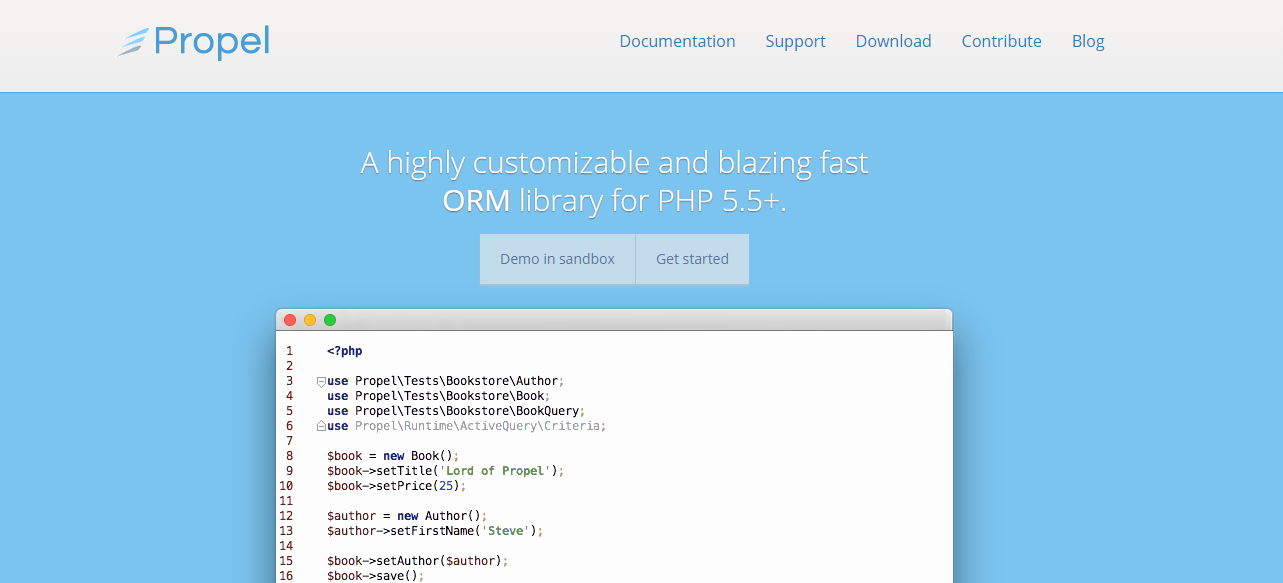 Propel
Documentation Support Download Contribute Blog
A highly customizable and blazing fast
ORM library for PHP 5.5+.
Demo in sandbox Get started
1 <?php
2
3 use Propel\Tests\Bookstore\Author;
4 use Propel\Tests\Bookstore\Book;
5 use Propel\Tests\Bookstore\BookQuery;
6 use Propel\Runtime\ActiveQuery\Criteria;
7
8 $book = new Book();
9 $book->setTitle('Lord of Propel');
10 $book->setPrice(25);
11
12 $author = new Author();
13 $author->setFirstName('Steve');
14
15 $book->setAuthor($author);
16 $book->save();